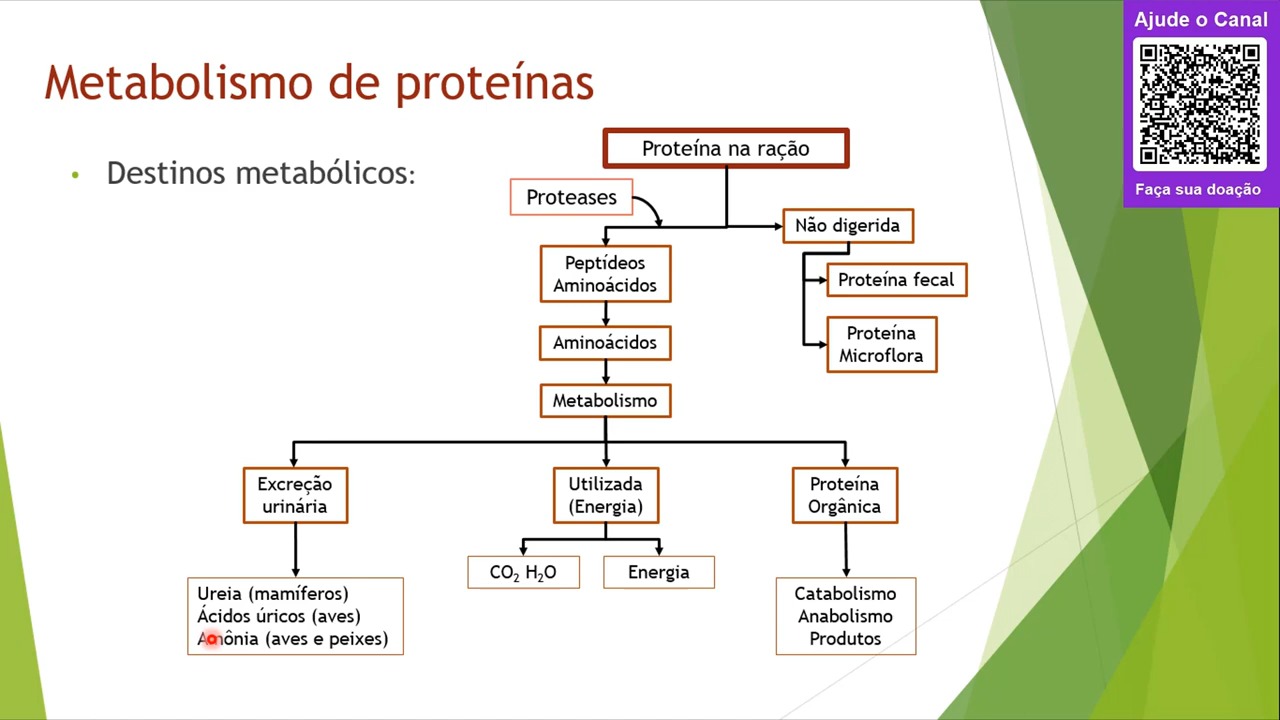 Ajude o Canal
Faça sua doação
Metabolismo de proteínas
• Destinos metabólicos:
Proteína na ração
Proteases
Não digerida
Peptídeos
Aminoácidos
Proteína fecal
Proteína
Microflora
Aminoácidos
Metabolismo
Excreção
urinária
Utilizada
(Energia)
Proteína
Orgânica
CO₂ H₂O
Energia
Ureia (mamíferos)
Ácidos úricos (aves)
Amônia (aves e peixes)
Catabolismo
Anabolismo
Produtos